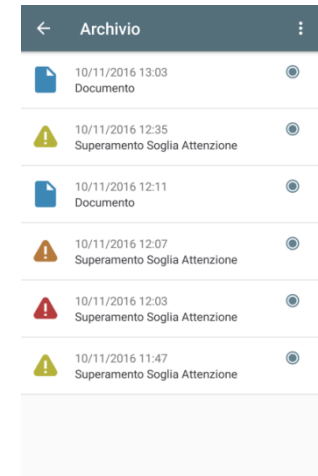 Archivio
10/11/2016 13:03
Documento
10/11/2016 12:35
Superamento Soglia Attenzione
10/11/2016 12:11
Documento
10/11/2016 12:07
Superamento Soglia Attenzione
10/11/2016 12:03
Superamento Soglia Attenzione
10/11/2016 11:47
Superamento Soglia Attenzione